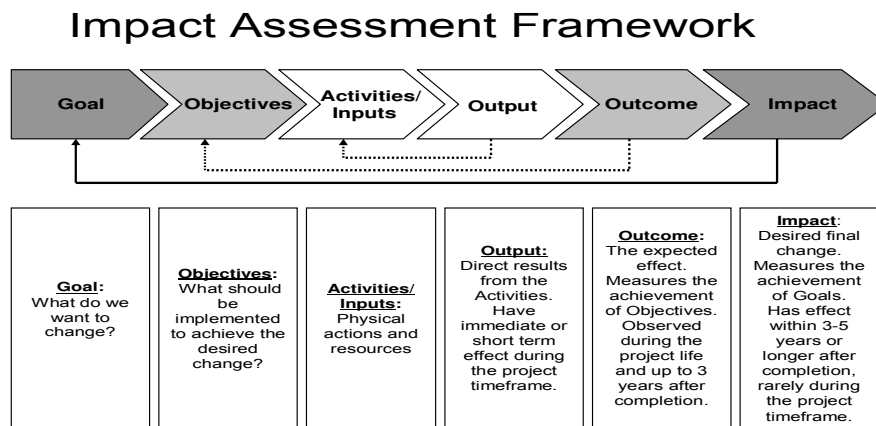 Impact Assessment Framework
Goal
Objectives
Activities/
Inputs
Output
Outcome
Impact
Goal:
What do we
want to
change?
Objectives:
What should
be
implemented
to achieve the
desired
change?
Activities/
Inputs:
Physical
actions and
resources
Output:
Direct results
from the
Activities.
Have
immediate or
short term
effect during
the project
timeframe.
Outcome:
The expected
effect.
Measures the
achievement
of Objectives.
Observed
during the
project life
and up to 3
years after
completion.
Impact:
Desired final
change.
Measures the
achievement
of Goals.
Has effect
within 3-5
years or
longer after
completion,
rarely during
the project
timeframe.